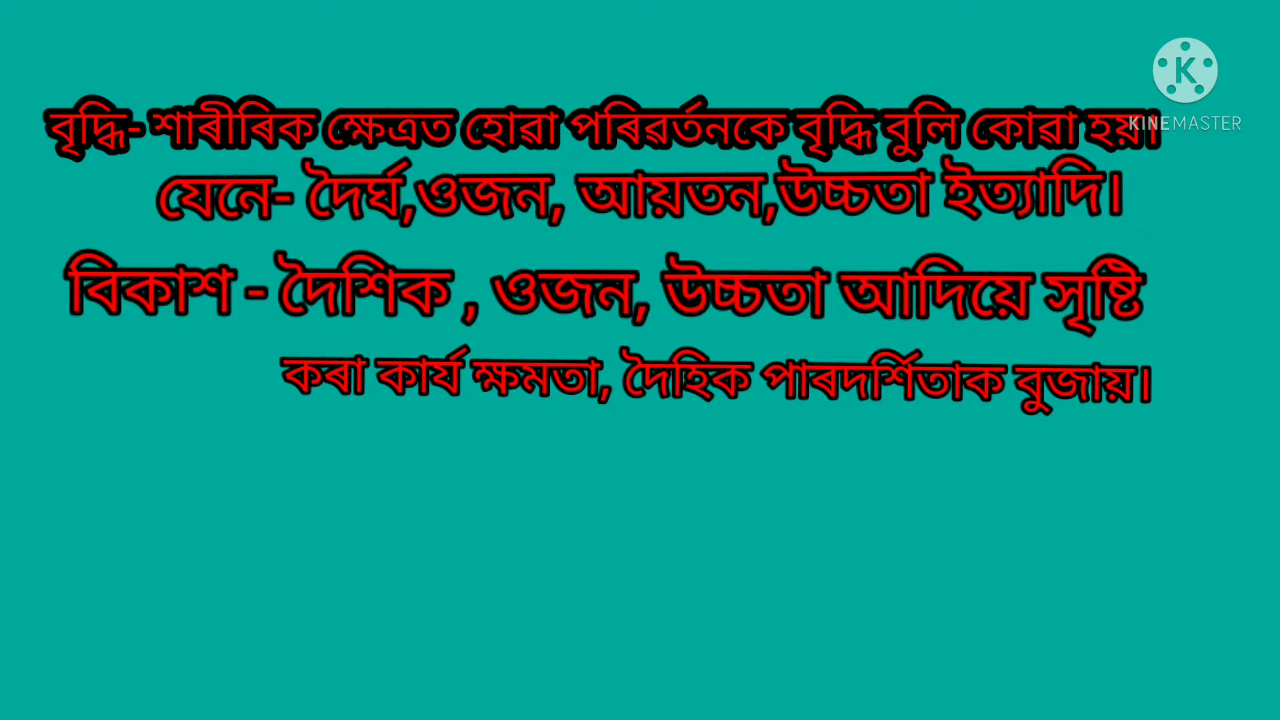 বৃদ্ধি- শাৰীৰিক ক্ষেত্ৰত হোৱা পৰিৱৰ্তনকে বৃদ্ধি বুলি কোৱা হয়।
যেনে- দৈৰ্ঘ,ওজন, আয়তন,উচ্চতা ইত্যাদি।
বিকাশ - দৈশিক , ওজন, উচ্চতা আদিয়ে সৃষ্টি
কৰা কাৰ্য ক্ষমতা, দৈহিক পাৰদৰ্শিতাক বুজায়।
KINEMASTER